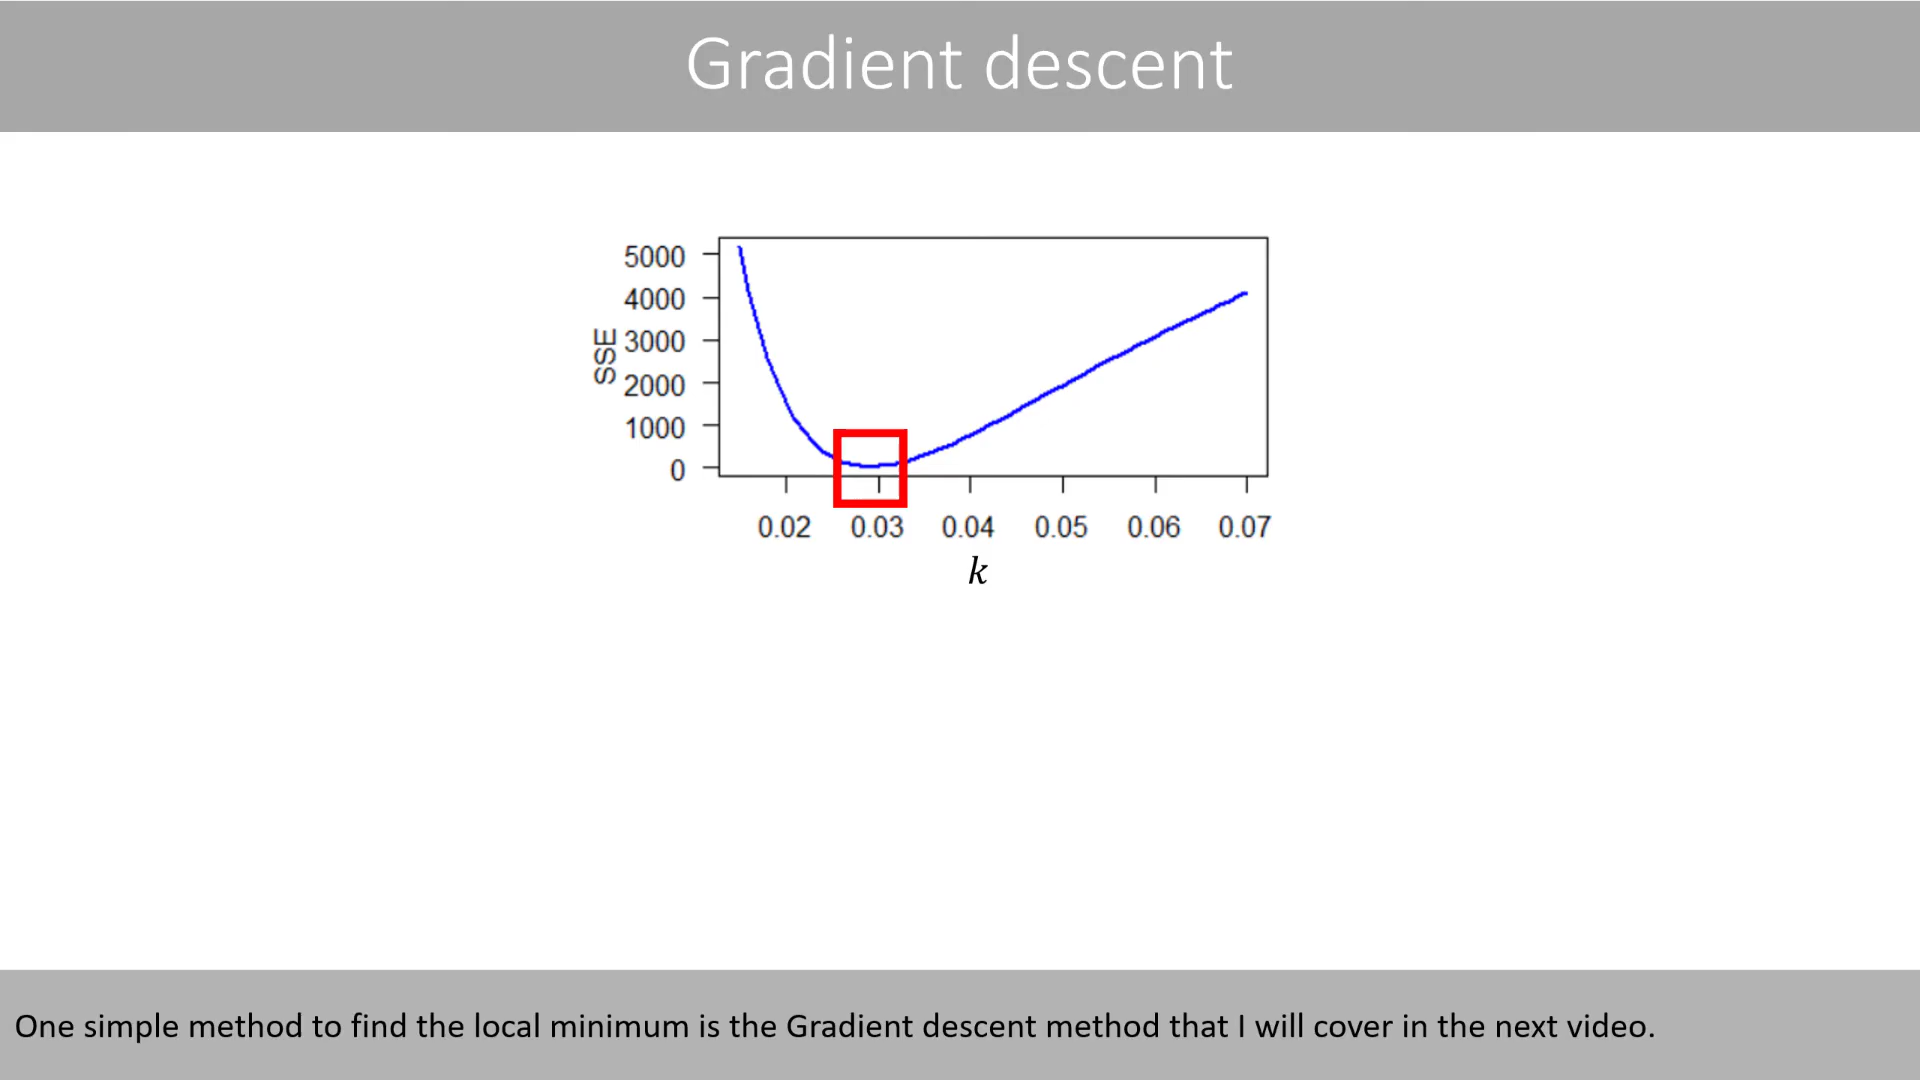 Gradient descent
5000
4000
3000
2000
1000
0
SSE
0.02 0.03 0.04 0.05 0.06 0.07
k
One simple method to find the local minimum is the Gradient descent method that I will cover in the next video.